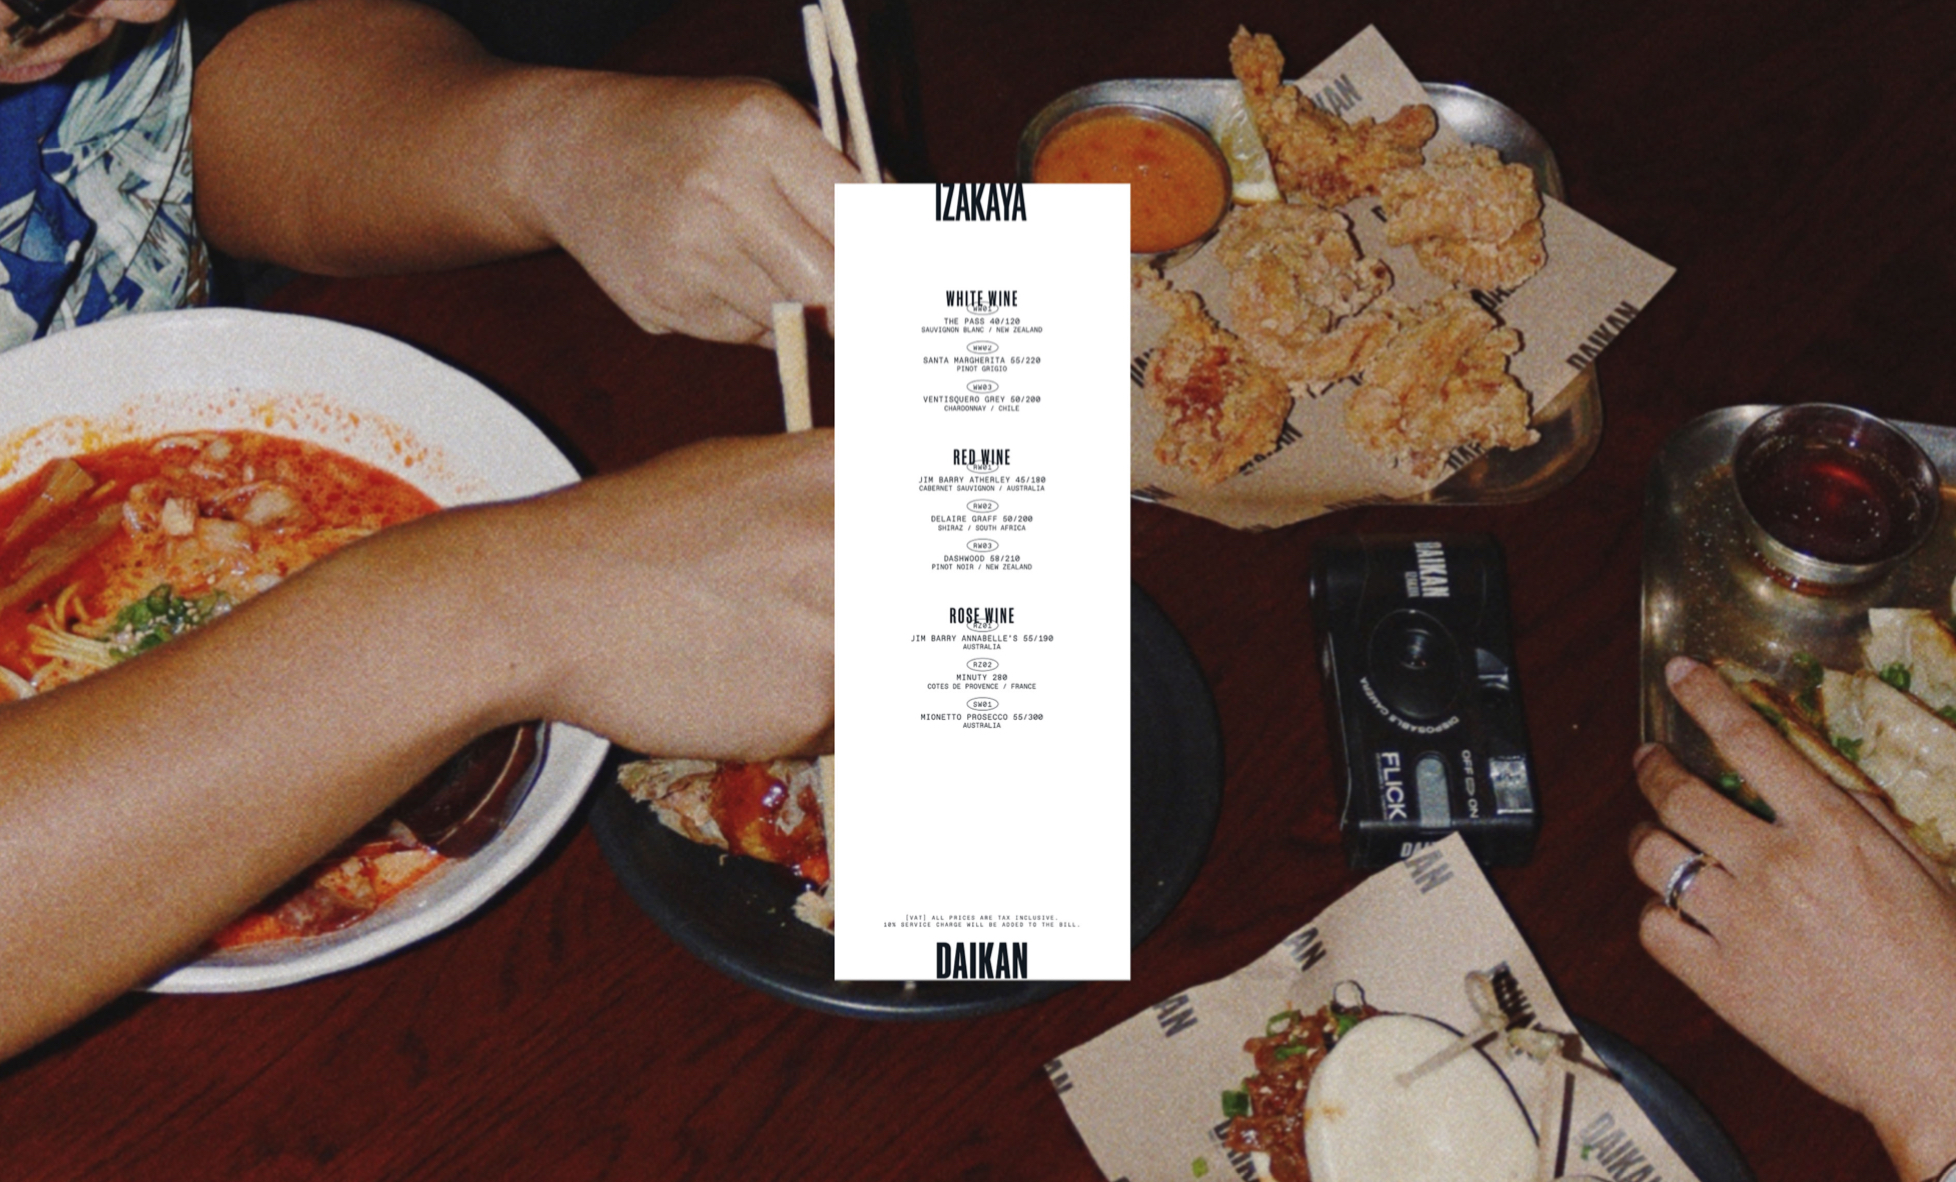 IZAKAYA
WHITE WINE
WW01
THE PASS 40/120
SAUVIGNON BLANC / NEW ZEALAND
WW02
SANTA MARGHERITA 55/220
PINOT GRIGIO
WW03
VENTISQUERO GREY 50/200
CHARDONNAY / CHILE
RED WINE
RW01
JIM BARRY ATHERLEY 45/180
CABERNET SAUVIGNON / AUSTRALIA
RW02
DELAIRE GRAFF 50/200
SHIRAZ / SOUTH AFRICA
RW03
DASHWOOD 58/210
PINOT NOIR / NEW ZEALAND
ROSE WINE
RZ01
JIM BARRY ANNABELLE'S 55/190
AUSTRALIA
RZ02
MINUTY 280
COTES DE PROVENCE / FRANCE
SW01
MIONETTO PROSECCO 55/300
AUSTRALIA
[VAT] ALL PRICES ARE TAX INCLUSIVE.
10% SERVICE CHARGE WILL BE ADDED TO THE BILL.
DAIKAN
DAIKAN
DAIKAN
DISPOSABLE CAMERA
FLICK
OFF ON
DAIKAN